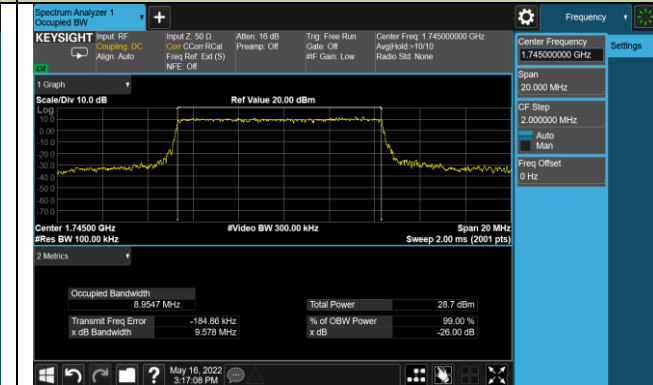 Spectrum Analyzer 1
Occupied BW
Frequency
KEYSIGHT
Input: RF
Coupling: DC
Align: Auto
Input Z: 50 Ω
Corr CCorr RCal
Freq Ref: Ext (S)
NFE: Off
Atten: 16 dB
Preamp: Off
Trig: Free Run
Gate: Off
#IF Gain: Low
Center Freq: 1.745000000 GHz
Avg|Hold:>10/10
Radio Std: None
1 Graph
Scale/Div 10.0 dB
Ref Value 20.00 dBm
Log
10.0
0.00
-10.0
-20.0
-30.0
-40.0
-50.0
-60.0
-70.0
Center 1.74500 GHz
#Video BW 300.00 kHz
Span 20 MHz
#Res BW 100.00 kHz
Sweep 2.00 ms (2001 pts)
2 Metrics
Occupied Bandwidth
8.9547 MHz
Total Power
28.7 dBm
Transmit Freq Error
-184.86 kHz
% of OBW Power
99.00 %
x dB Bandwidth
9.578 MHz
x dB
-26.00 dB
May 16, 2022
3:17:08 PM
Center Frequency
1.745000000 GHz
Settings
Span
20.000 MHz
CF Step
2.000000 MHz
Auto
Man
Freq Offset
0 Hz